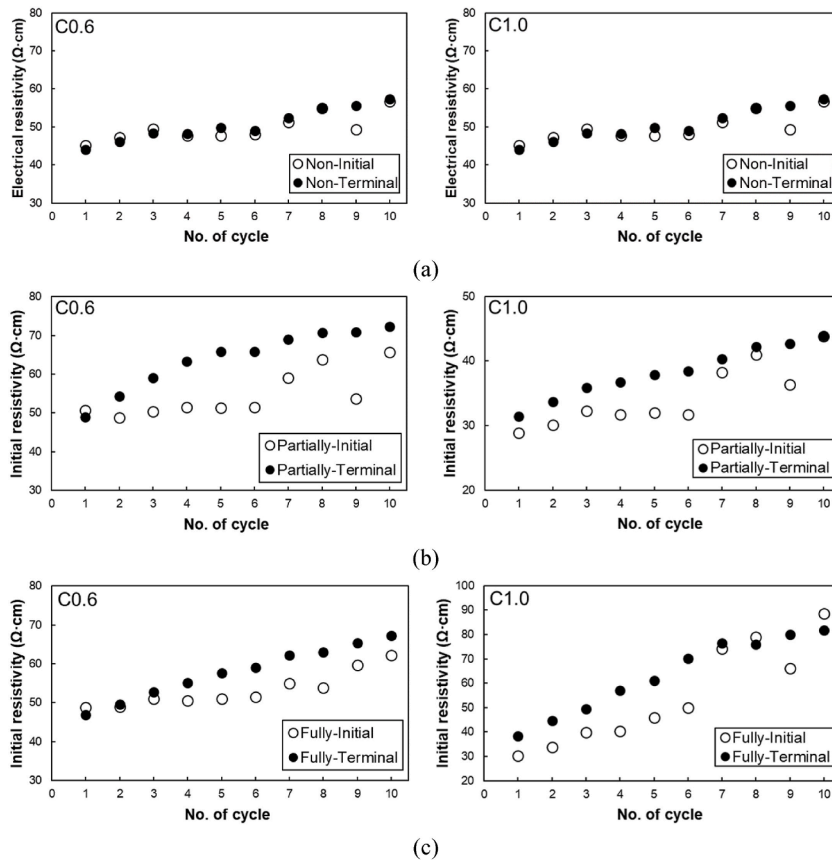 C0.6
Electrical resistivity (Ω·cm)
80
70
60
50
40
30
0 1 2 3 4 5 6 7 8 9 10
No. of cycle
Non-Initial
Non-Terminal
C1.0
Electrical resistivity (Ω·cm)
80
70
60
50
40
30
0 1 2 3 4 5 6 7 8 9 10
No. of cycle
Non-Initial
Non-Terminal
(a)
C0.6
Initial resistivity (Ω·cm)
80
70
60
50
40
30
0 1 2 3 4 5 6 7 8 9 10
No. of cycle
Partially-Initial
Partially-Terminal
C1.0
Initial resistivity (Ω·cm)
50
40
30
20
0 1 2 3 4 5 6 7 8 9 10
No. of cycle
Partially-Initial
Partially-Terminal
(b)
C0.6
Initial resistivity (Ω·cm)
80
70
60
50
40
30
0 1 2 3 4 5 6 7 8 9 10
No. of cycle
Fully-Initial
Fully-Terminal
C1.0
Initial resistivity (Ω·cm)
100
90
80
70
60
50
40
30
20
0 1 2 3 4 5 6 7 8 9 10
No. of cycle
Fully-Initial
Fully-Terminal
(c)